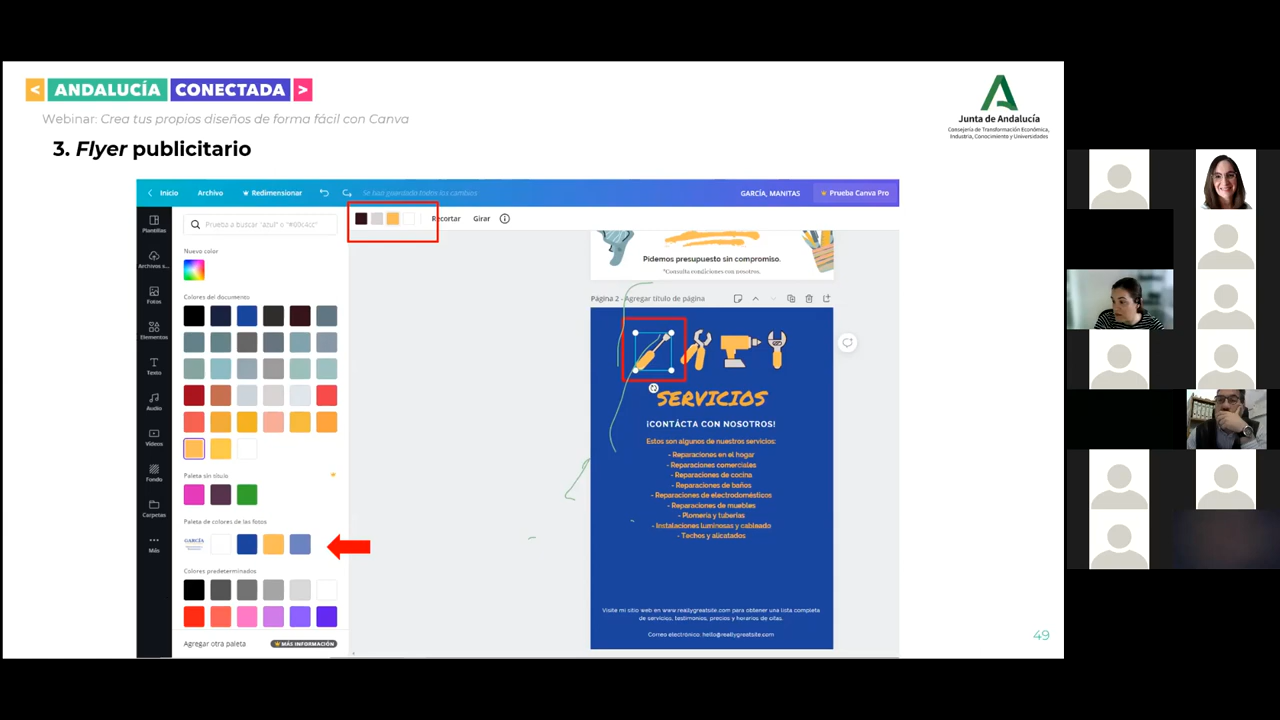 < ANDALUCÍA CONECTADA >
Webinar: Crea tus propios diseños de forma fácil con Canva
3. Flyer publicitario
Junta de Andalucía
Consejería de Transformación Económica,
Industria, Conocimiento y Universidades
Inicio Archivo Redimensionar Se han guardado todos los cambios GARCÍA, MANITAS Prueba Canva Pro
Prueba a buscar "azul" o "#00c4cc" Recortar Girar
Plantillas
Archivos s...
Fotos
Elementos
Texto
Audio
Vídeos
Fondo
Carpetas
Más
Nuevo color
Colores del documento
Paleta sin título
Paleta de colores de las fotos
GARCÍA
Colores predeterminados
Agregar otra paleta MÁS INFORMACIÓN
Pidemos presupuesto sin compromiso.
*Consulta condiciones con nosotros.
Página 2 - Agregar título de página
SERVICIOS
¡CONTÁCTA CON NOSOTROS!
Estos son algunos de nuestros servicios:
- Reparaciones en el hogar
- Reparaciones comerciales
- Reparaciones de cocina
- Reparaciones de baños
- Reparaciones de electrodomésticos
- Reparaciones de muebles
- Plomería y tuberías
- Instalaciones luminosas y cableado
- Techos y alicatados
Visite mi sitio web en www.reallygreatsite.com para obtener una lista completa
de servicios, testimonios, precios y horarios de citas.
Correo electrónico: hello@reallygreatsite.com
49